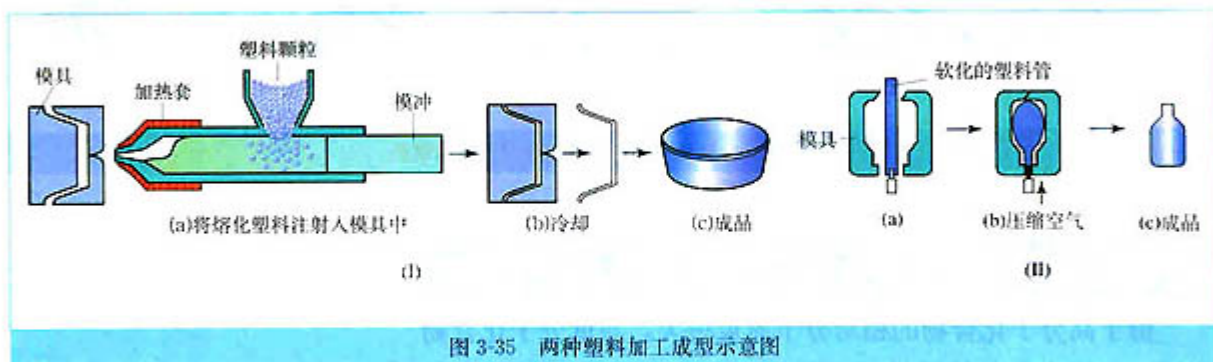 塑料颗粒
模具
加热套
模冲
(a)将熔化塑料注射入模具中
(b)冷却
(c)成品
(I)
软化的塑料管
模具
(a)
(b)压缩空气
(c)成品
(II)
图 3-35 两种塑料加工成型示意图